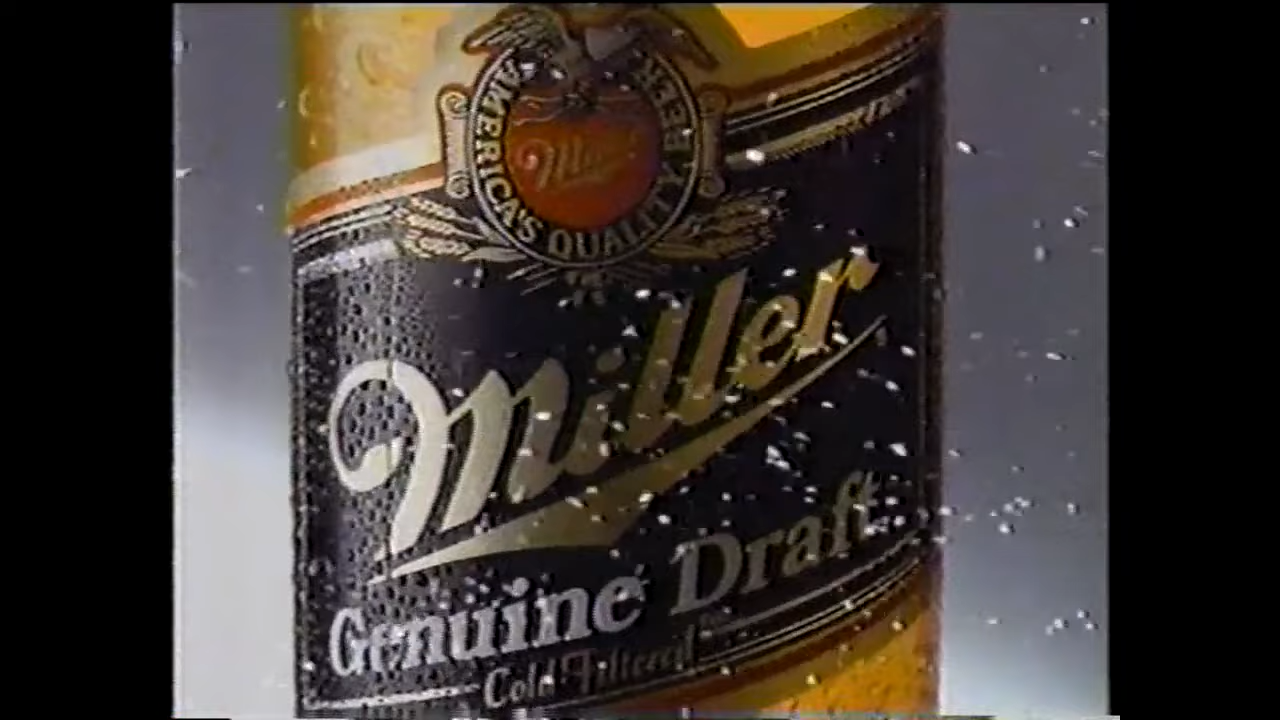 AMERICA'S QUALITY BEER
Miller
Miller
Genuine Draft
Cold Filtered